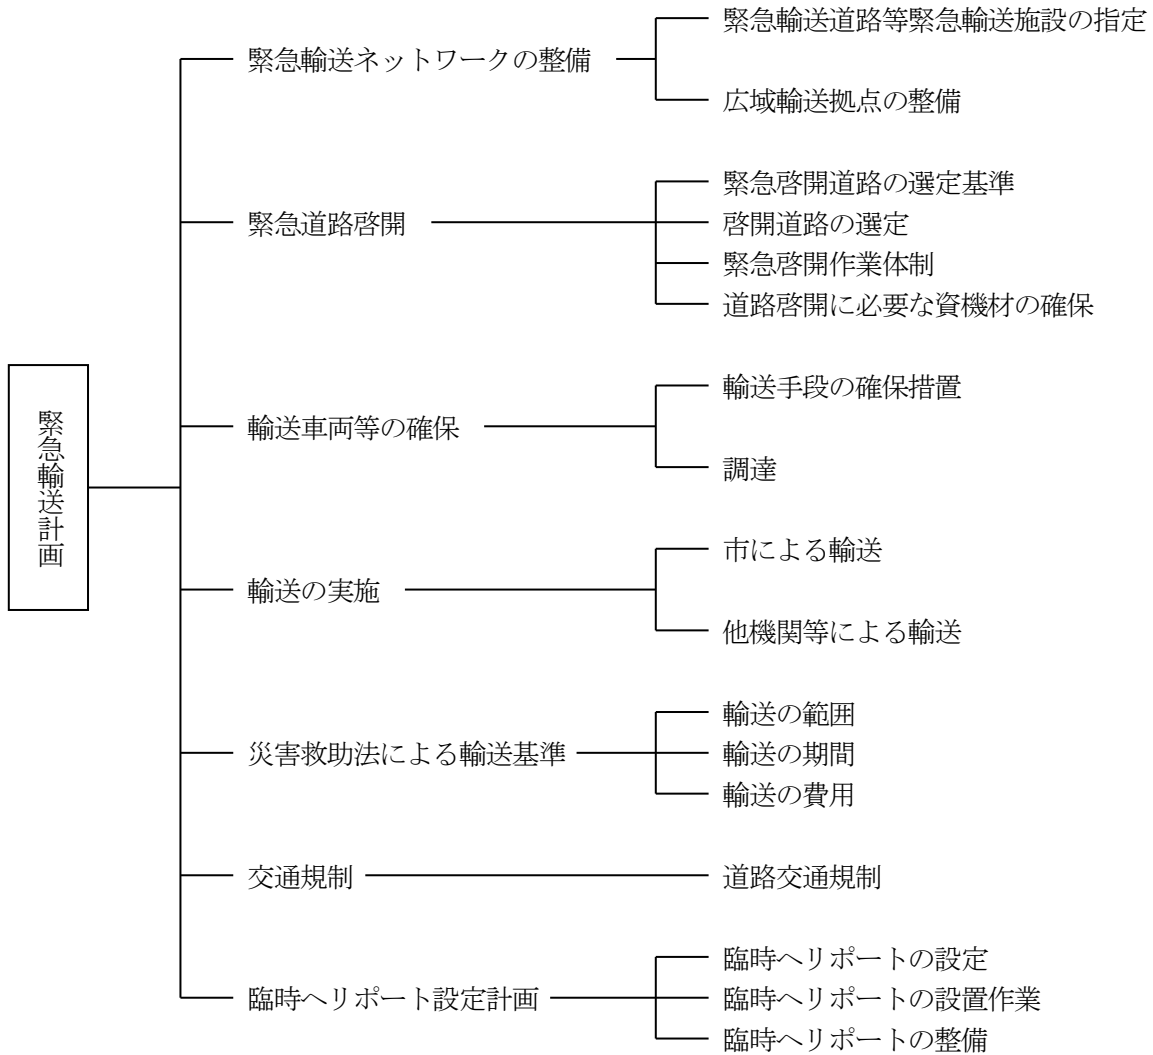 緊急輸送計画
緊急輸送ネットワークの整備
緊急輸送道路等緊急輸送施設の指定
広域輸送拠点の整備
緊急道路啓開
緊急啓開道路の選定基準
啓開道路の選定
緊急啓開作業体制
道路啓開に必要な資機材の確保
輸送車両等の確保
輸送手段の確保措置
調達
輸送の実施
市による輸送
他機関等による輸送
災害救助法による輸送基準
輸送の範囲
輸送の期間
輸送の費用
交通規制
道路交通規制
臨時ヘリポート設定計画
臨時ヘリポートの設定
臨時ヘリポートの設置作業
臨時ヘリポートの整備